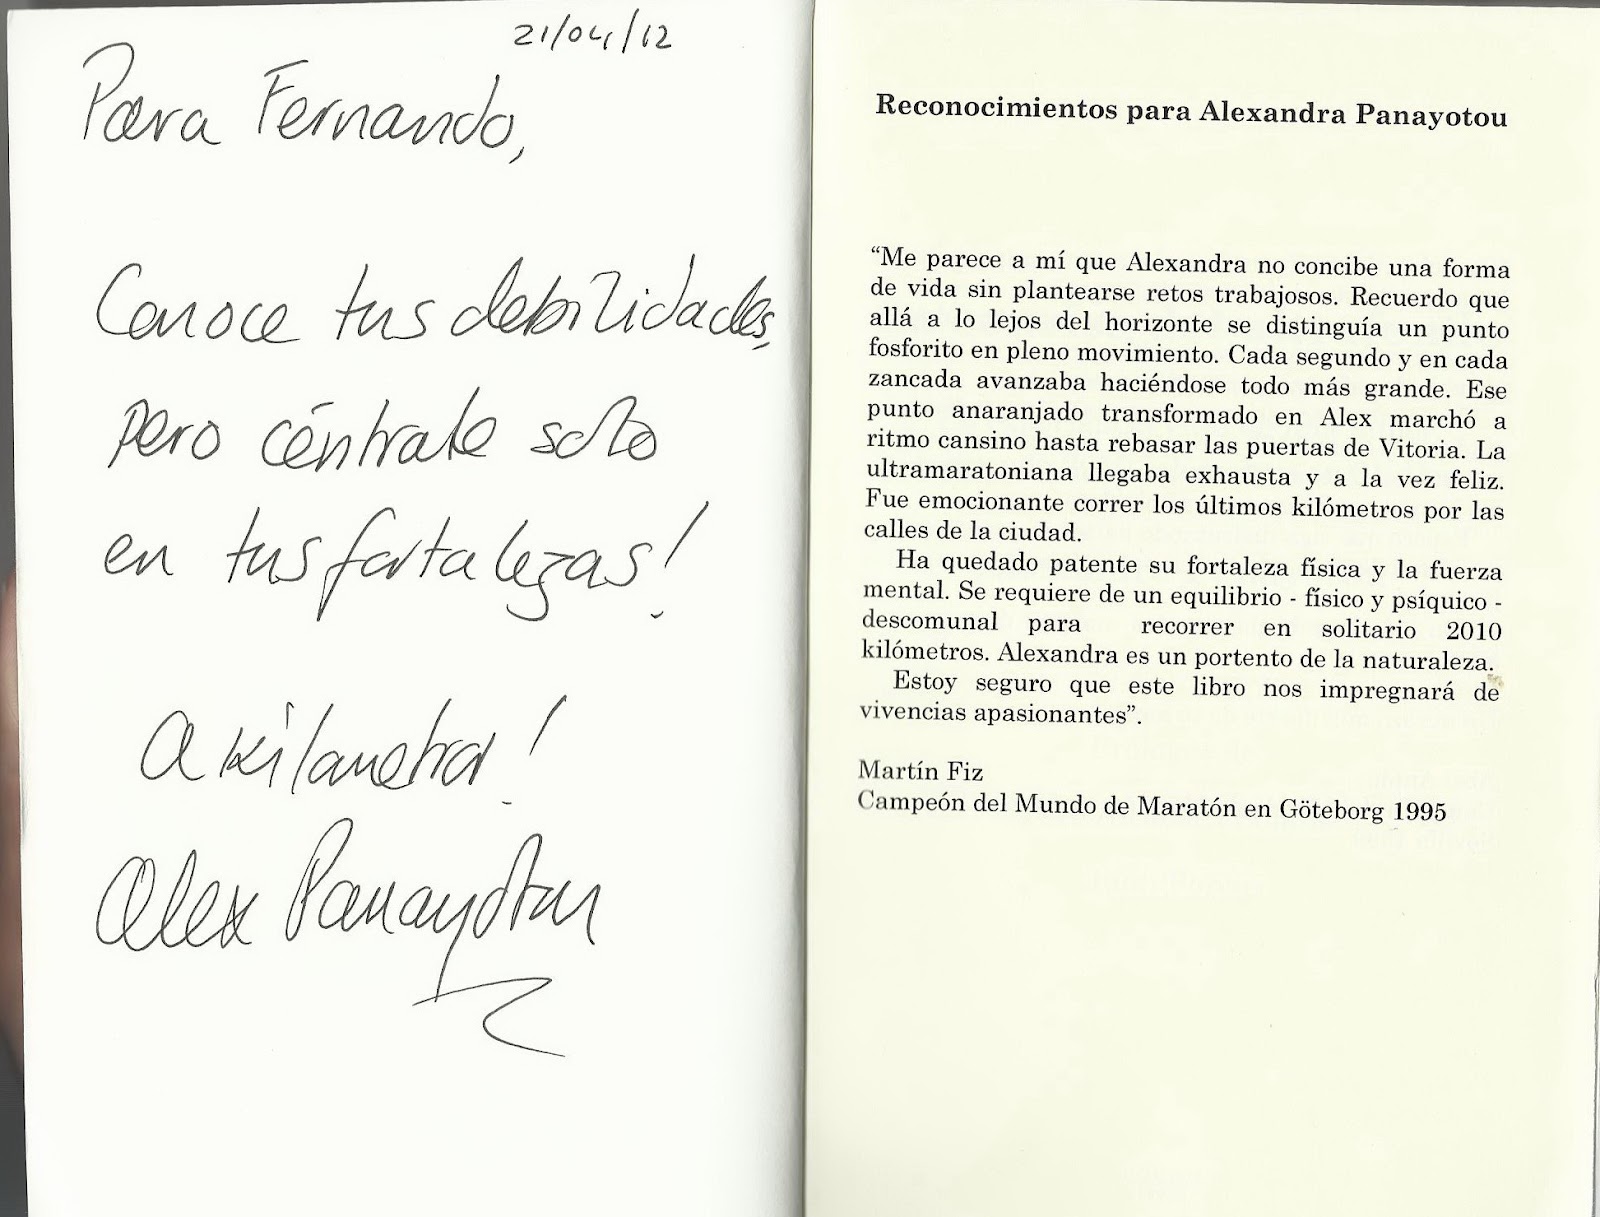 21/04/12
Para Fernando,
Conoce tus debilidades,
pero céntrate solo
en tus fortalezas!
A kilometrar!
Alex Panayotou
Reconocimientos para Alexandra Panayotou
“Me parece a mí que Alexandra no concibe una forma
de vida sin plantearse retos trabajosos. Recuerdo que
allá a lo lejos del horizonte se distinguía un punto
fosforito en pleno movimiento. Cada segundo y en cada
zancada avanzaba haciéndose todo más grande. Ese
punto anaranjado transformado en Alex marchó a
ritmo cansino hasta rebasar las puertas de Vitoria. La
ultramaratoniana llegaba exhausta y a la vez feliz.
Fue emocionante correr los últimos kilómetros por las
calles de la ciudad.
Ha quedado patente su fortaleza física y la fuerza
mental. Se requiere de un equilibrio - físico y psíquico -
descomunal para recorrer en solitario 2010
kilómetros. Alexandra es un portento de la naturaleza.
Estoy seguro que este libro nos impregnará de
vivencias apasionantes”.
Martín Fiz
Campeón del Mundo de Maratón en Göteborg 1995